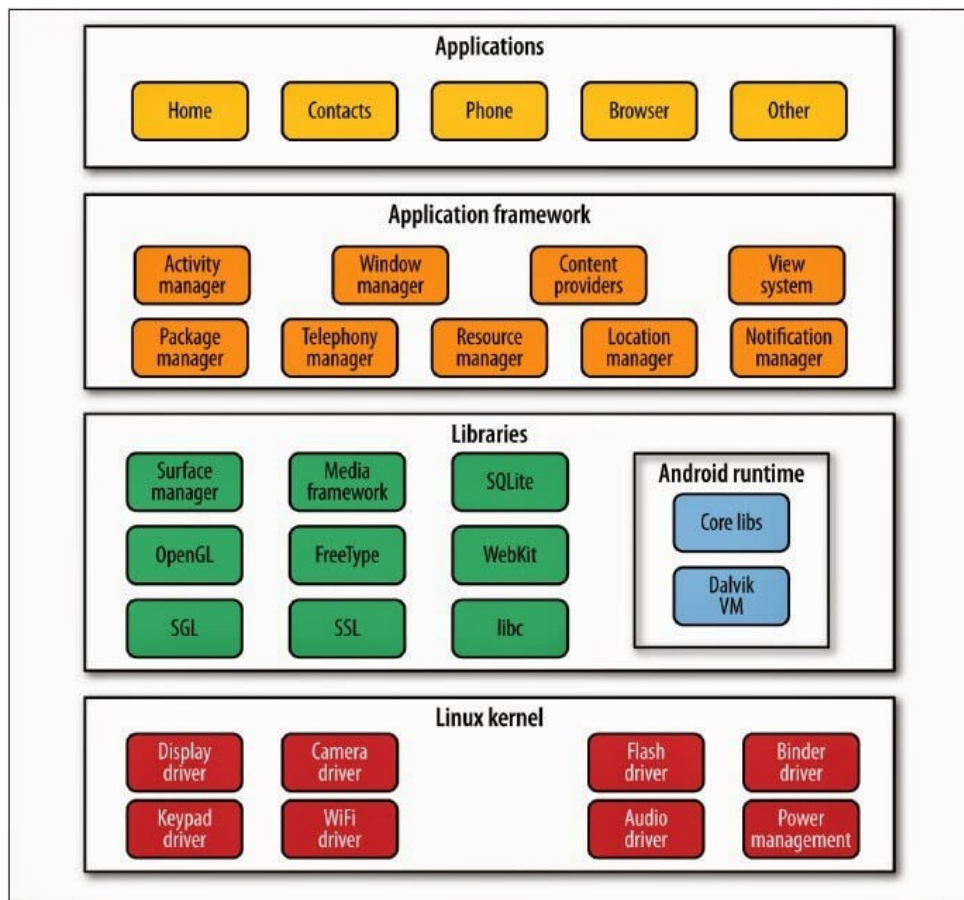 Applications
Home
Contacts
Phone
Browser
Other
Application framework
Activity
manager
Window
manager
Content
providers
View
system
Package
manager
Telephony
manager
Resource
manager
Location
manager
Notification
manager
Libraries
Surface
manager
Media
framework
SQLite
OpenGL
FreeType
WebKit
SGL
SSL
libc
Android runtime
Core libs
Dalvik
VM
Linux kernel
Display
driver
Camera
driver
Flash
driver
Binder
driver
Keypad
driver
WiFi
driver
Audio
driver
Power
management